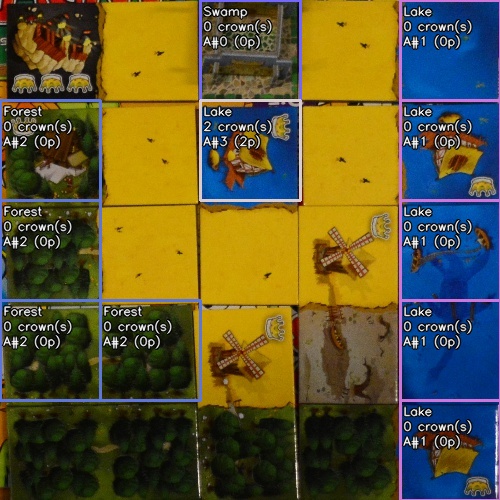 Swamp
0 crown(s)
A#0 (0p)
Lake
0 crown(s)
A#1 (0p)
Forest
0 crown(s)
A#2 (0p)
Lake
2 crown(s)
A#3 (2p)
Lake
0 crown(s)
A#1 (0p)
Forest
0 crown(s)
A#2 (0p)
Lake
0 crown(s)
A#1 (0p)
Forest
0 crown(s)
A#2 (0p)
Forest
0 crown(s)
A#2 (0p)
Lake
0 crown(s)
A#1 (0p)
Lake
0 crown(s)
A#1 (0p)